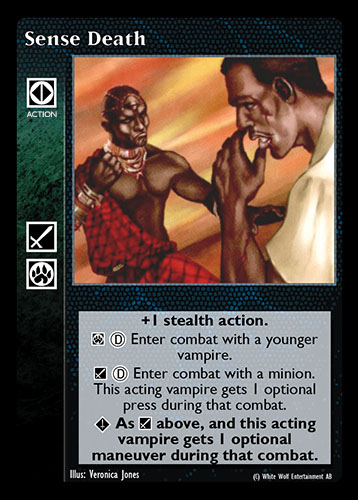 Sense Death
ACTION
+1 stealth action.
Ⓓ Enter combat with a younger
vampire.
Ⓓ Enter combat with a minion.
This acting vampire gets 1 optional
press during that combat.
As above, and this acting
vampire gets 1 optional
maneuver during that combat.
Illus: Veronica Jones
(C) White Wolf Entertainment AB